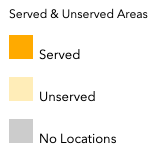 Served & Unserved Areas
Served
Unserved
No Locations